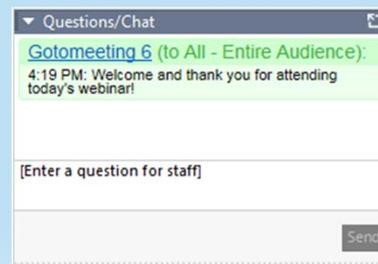 Questions/Chat
Gotomeeting 6 (to All - Entire Audience):
4:19 PM: Welcome and thank you for attending
today's webinar!
[Enter a question for staff]
Send